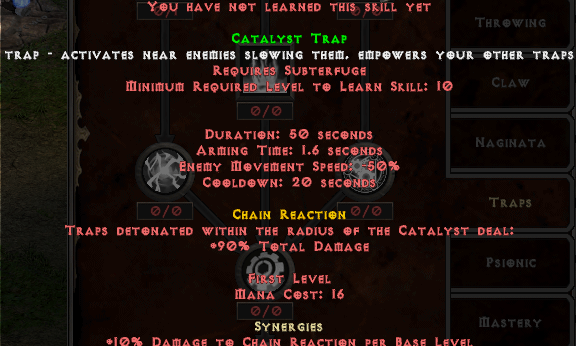 You have not learned this skill yet
Throwing
Catalyst Trap
Trap - activates near enemies slowing them, empowers your other traps
Requires Subterfuge
Claw
Minimum Required Level to Learn Skill: 10
0/0
Duration: 50 seconds
Naginata
Arming Time: 1.6 seconds
Enemy Movement Speed: -50%
Cooldown: 20 seconds
Traps
0/0
0/0
Chain Reaction
Traps detonated within the radius of the Catalyst deal:
+90% Total Damage
Psionic
First Level
Mana Cost: 16
0/0
Mastery
Synergies
+10% Damage to Chain Reaction per Base Level